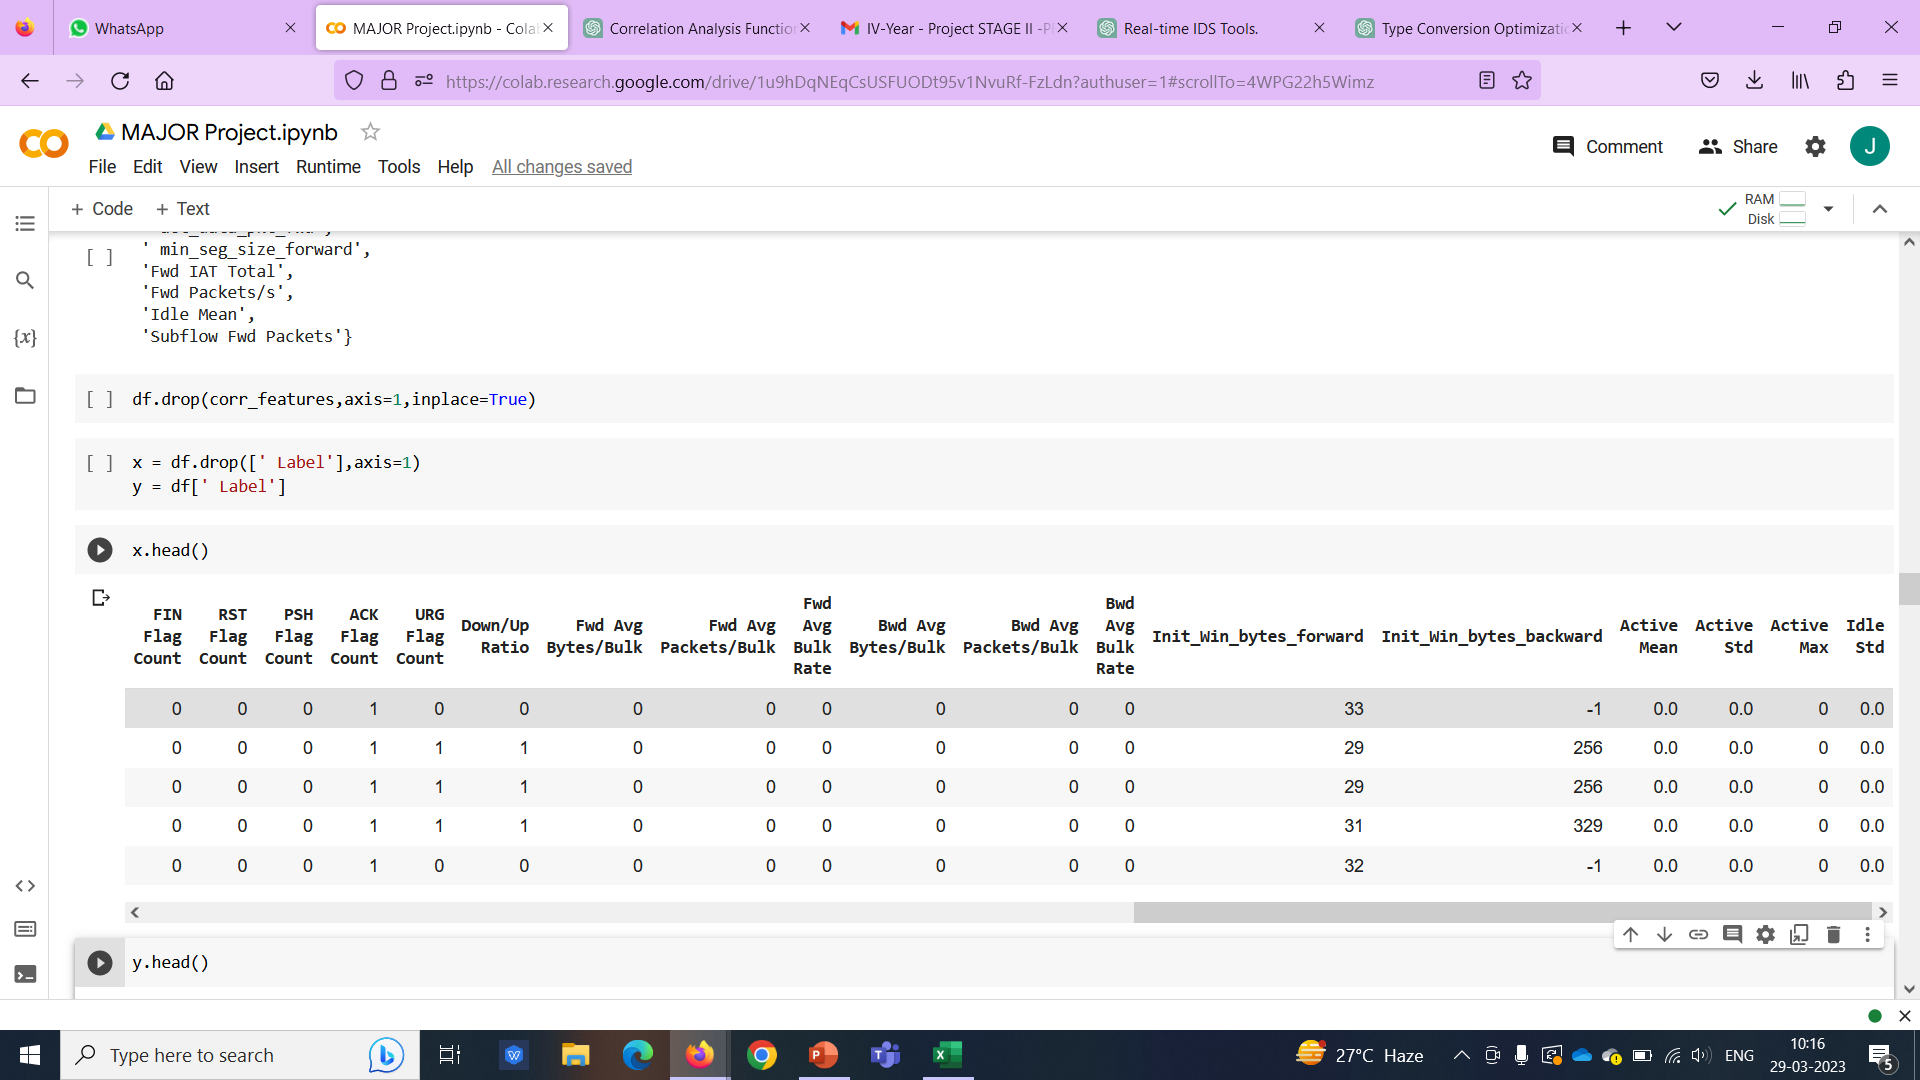 WhatsApp
MAJOR Project.ipynb - Cola
Correlation Analysis Functior
IV-Year - Project STAGE II -P
Real-time IDS Tools.
Type Conversion Optimizati
https://colab.research.google.com/drive/1u9hDqNEqCsUSFUODt95v1NvuRf-FzLdn?authuser=1#scrollTo=4WPG22h5Wimz
CO MAJOR Project.ipynb
Comment Share J
File Edit View Insert Runtime Tools Help All changes saved
+ Code + Text
RAM
Disk
{x}
[ ] ' min_seg_size_forward',
'Fwd IAT Total',
'Fwd Packets/s',
'Idle Mean',
'Subflow Fwd Packets'}
[ ] df.drop(corr_features,axis=1,inplace=True)
[ ] x = df.drop([' Label'],axis=1)
y = df[' Label']
x.head()
FIN Flag Count RST Flag Count PSH Flag Count ACK Flag Count URG Flag Count Down/Up Ratio Fwd Avg Bytes/Bulk Fwd Avg Packets/Bulk Fwd Avg Bulk Rate Bwd Avg Bytes/Bulk Bwd Avg Packets/Bulk Bwd Avg Bulk Rate Init_Win_bytes_forward Init_Win_bytes_backward Active Mean Active Std Active Max Idle Std
0 0 0 1 0 0 0 0 0 0 0 0 33 -1 0.0 0.0 0 0.0
0 0 0 1 1 1 0 0 0 0 0 0 29 256 0.0 0.0 0 0.0
0 0 0 1 1 1 0 0 0 0 0 0 29 256 0.0 0.0 0 0.0
0 0 0 1 1 1 0 0 0 0 0 0 31 329 0.0 0.0 0 0.0
0 0 0 1 0 0 0 0 0 0 0 0 32 -1 0.0 0.0 0 0.0
y.head()
Type here to search
27°C Haze
ENG
10:16
29-03-2023
5